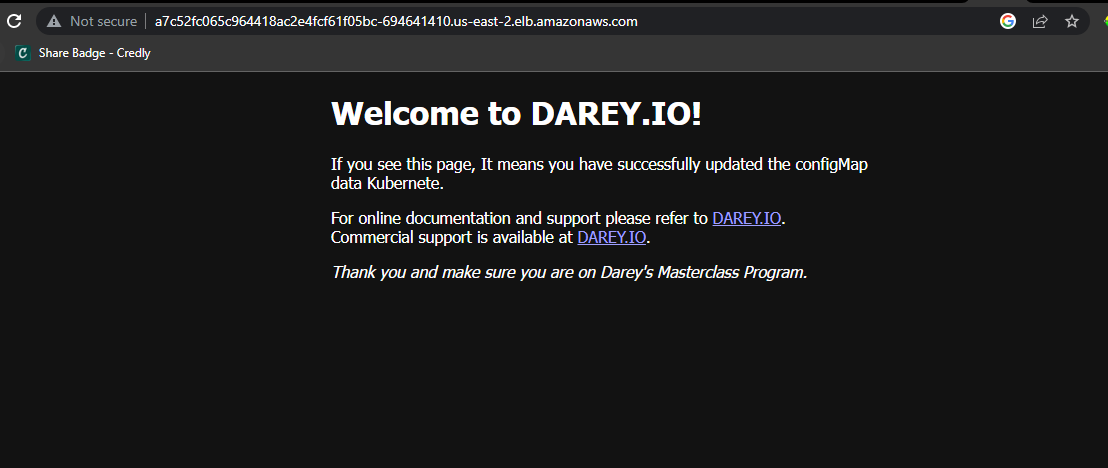 Not secure a7c52fc065c964418ac2e4fcf61f05bc-694641410.us-east-2.elb.amazonaws.com
Share Badge - Credly
Welcome to DAREY.IO!
If you see this page, It means you have successfully updated the configMap
data Kubernete.
For online documentation and support please refer to DAREY.IO.
Commercial support is available at DAREY.IO.
Thank you and make sure you are on Darey's Masterclass Program.